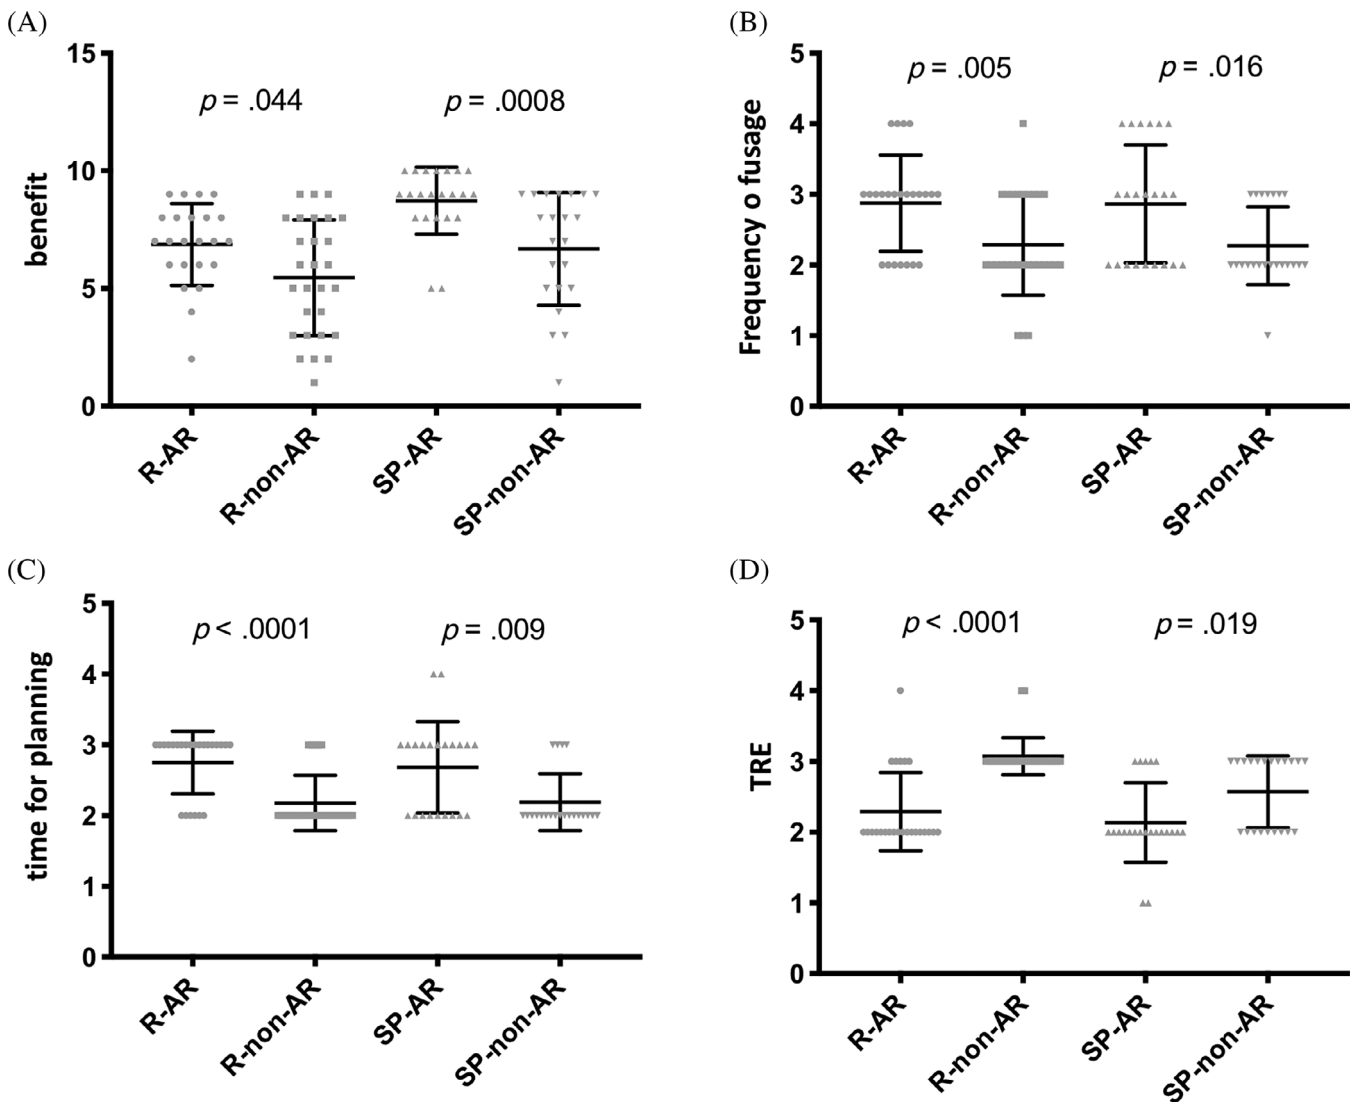 (A)
benefit
15
10
5
0
p = .044
p = .0008
R-AR
R-non-AR
SP-AR
SP-non-AR
(B)
Frequency o fusage
5
4
3
2
1
0
p = .005
p = .016
R-AR
R-non-AR
SP-AR
SP-non-AR
(C)
time for planning
5
4
3
2
1
0
p < .0001
p = .009
R-AR
R-non-AR
SP-AR
SP-non-AR
(D)
TRE
5
4
3
2
1
0
p < .0001
p = .019
R-AR
R-non-AR
SP-AR
SP-non-AR